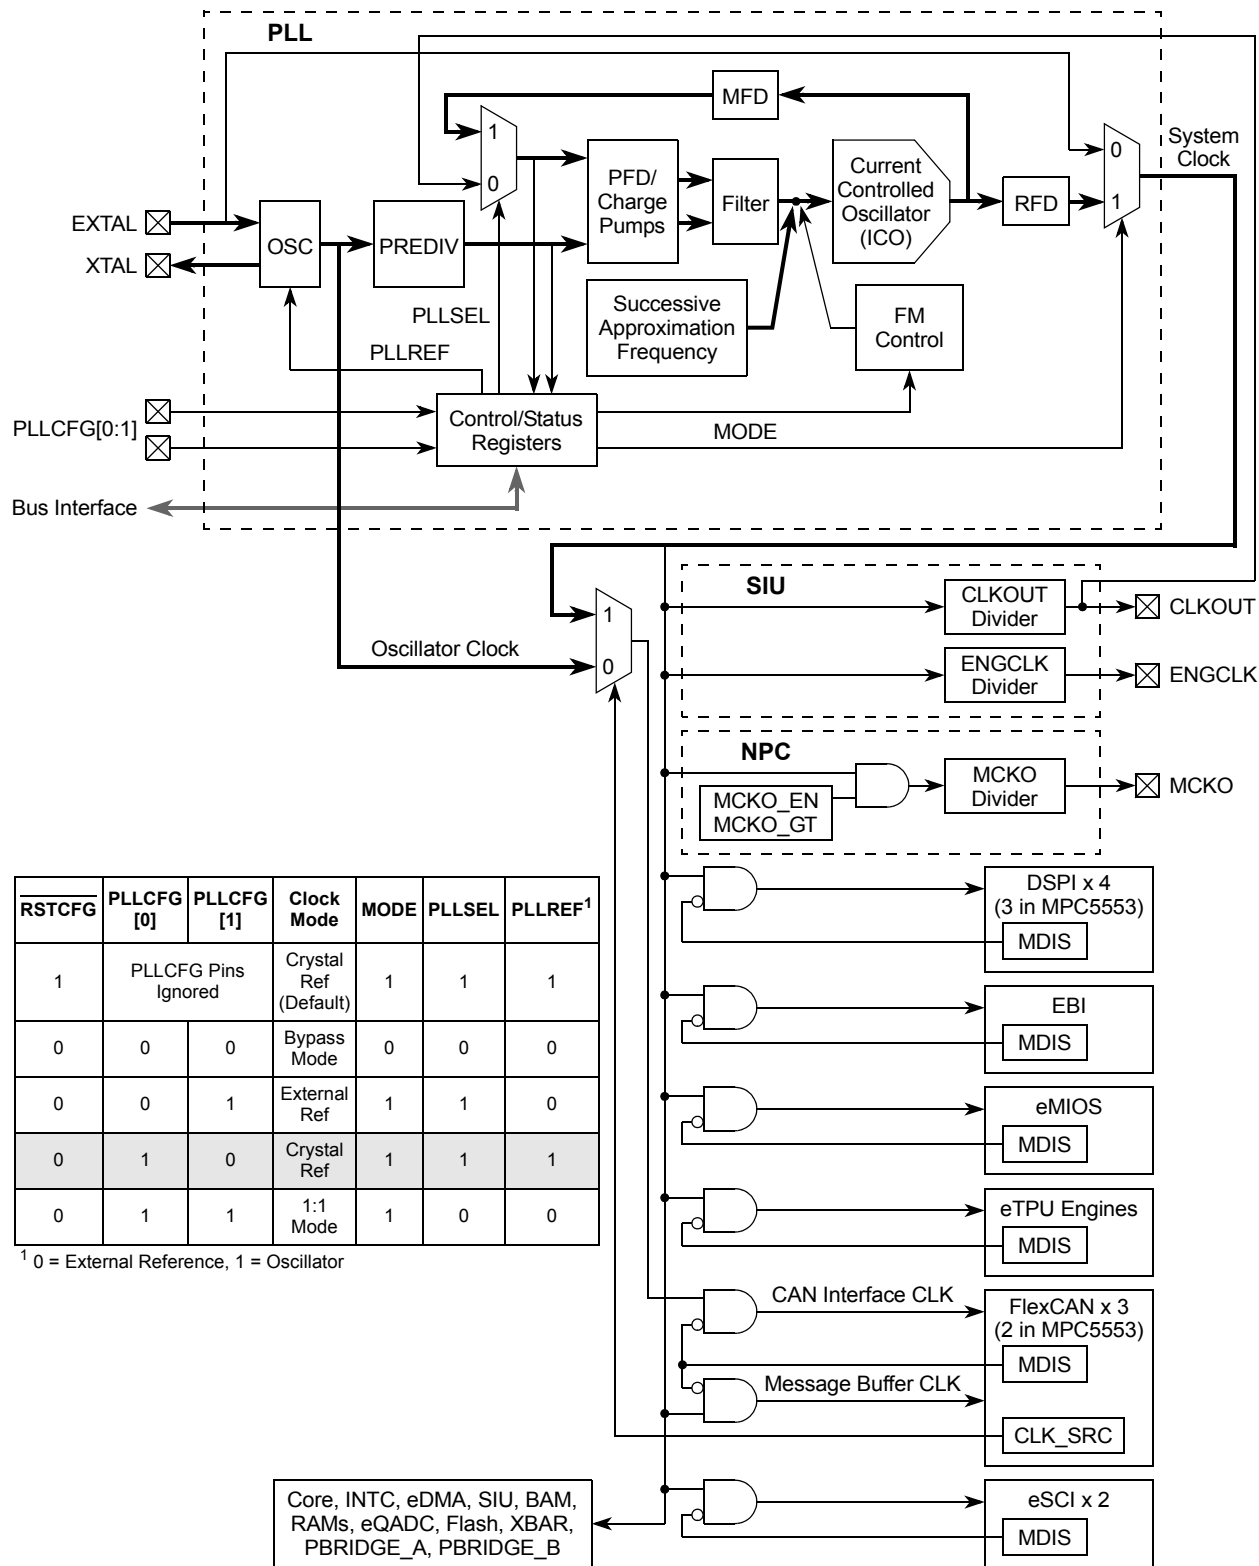 PLL
MFD
1
0
System
Clock
0
1
PFD/
Charge
Pumps
Filter
Current
Controlled
Oscillator
(ICO)
RFD
EXTAL
XTAL
OSC
PREDIV
PLLSEL
PLLREF
Successive
Approximation
Frequency
FM
Control
PLLCFG[0:1]
Control/Status
Registers
MODE
Bus Interface
SIU
1
0
Oscillator Clock
CLKOUT
Divider
CLKOUT
ENGCLK
Divider
ENGCLK
NPC
MCKO_EN
MCKO_GT
MCKO
Divider
MCKO
RSTCFG PLLCFG [0] PLLCFG [1] Clock Mode MODE PLLSEL PLLREF1
1 PLLCFG Pins Ignored Crystal Ref (Default) 1 1 1
0 0 0 Bypass Mode 0 0 0
0 0 1 External Ref 1 1 0
0 1 0 Crystal Ref 1 1 1
0 1 1 1:1 Mode 1 0 0
1 0 = External Reference, 1 = Oscillator
DSPI x 4
(3 in MPC5553)
MDIS
EBI
MDIS
eMIOS
MDIS
eTPU Engines
MDIS
CAN Interface CLK
FlexCAN x 3
(2 in MPC5553)
MDIS
Message Buffer CLK
CLK_SRC
Core, INTC, eDMA, SIU, BAM,
RAMs, eQADC, Flash, XBAR,
PBRIDGE_A, PBRIDGE_B
eSCI x 2
MDIS